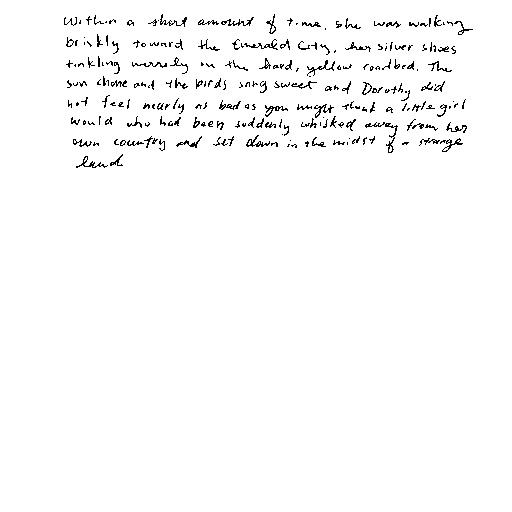 Within a short amount of time, she was walking
briskly toward the Emerald City, her silver shoes
tinkling merrily on the hard, yellow roadbed. The
sun shone and the birds sang sweet and Dorothy did
not feel nearly as bad as you might think a little girl
would who had been suddenly whisked away from her
own country and set down in the midst of a strange
land.